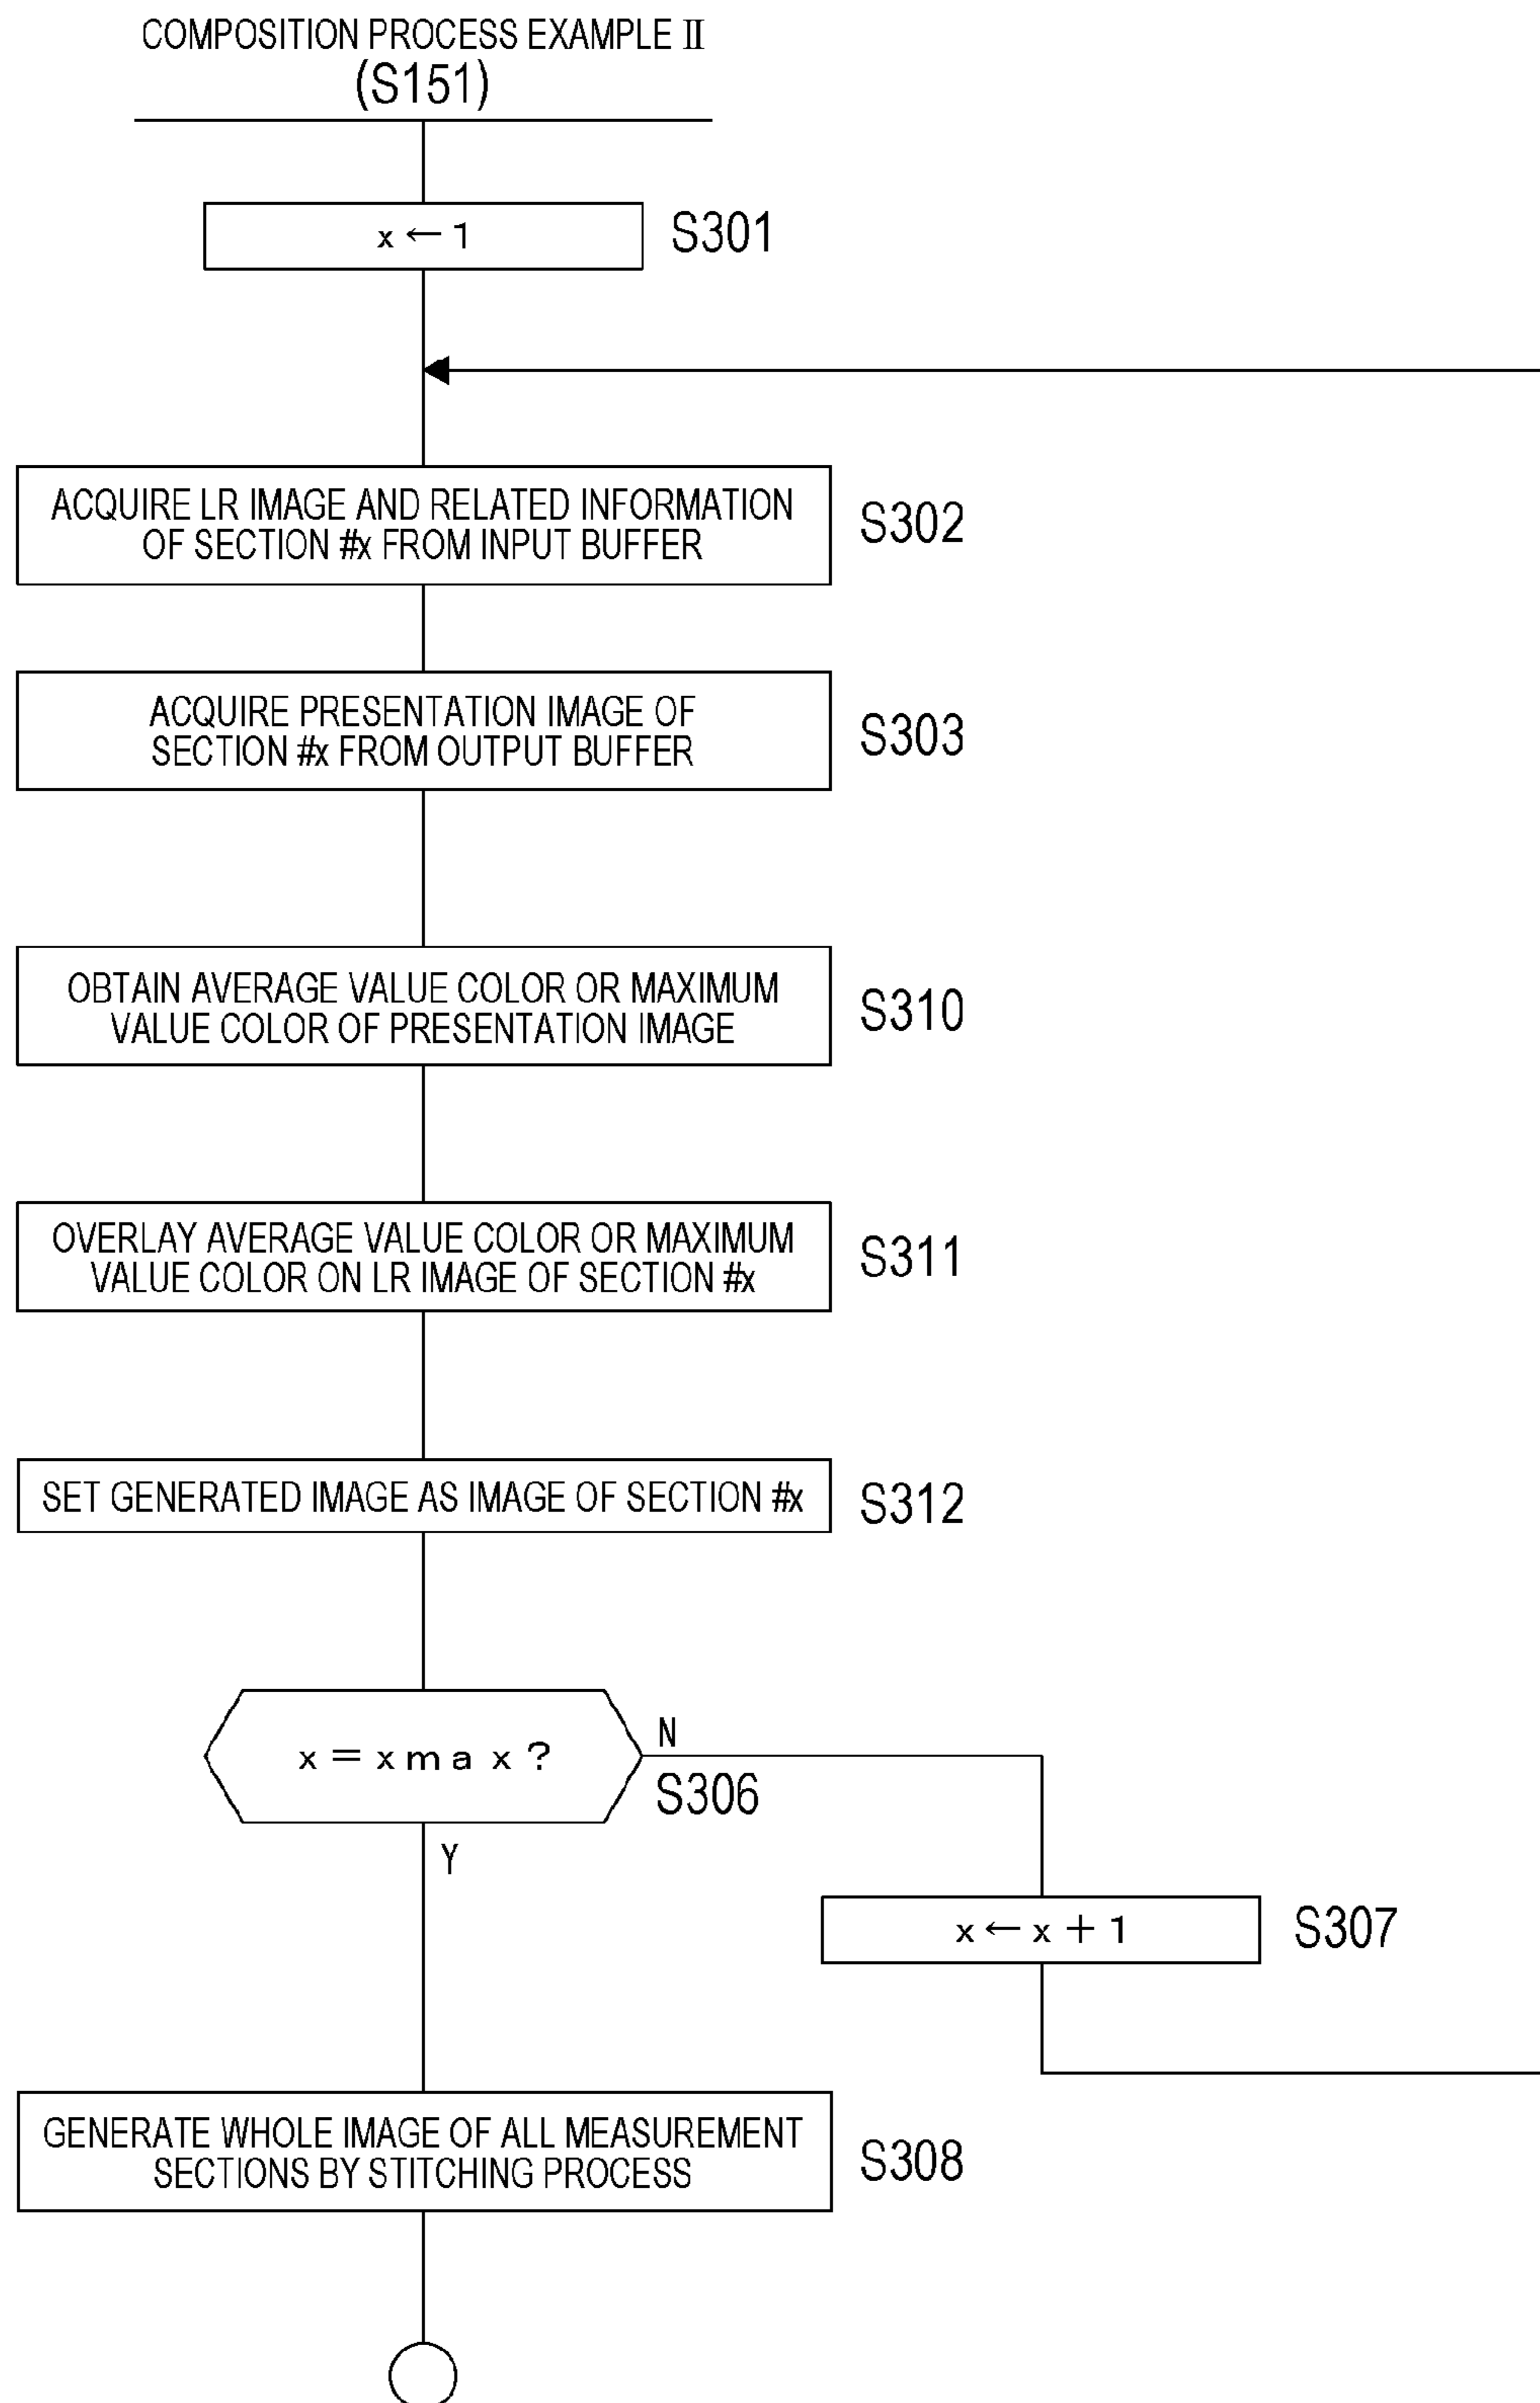 COMPOSITION PROCESS EXAMPLE II
(S151)
x ← 1
S301
ACQUIRE LR IMAGE AND RELATED INFORMATION
OF SECTION #x FROM INPUT BUFFER
S302
ACQUIRE PRESENTATION IMAGE OF
SECTION #x FROM OUTPUT BUFFER
S303
OBTAIN AVERAGE VALUE COLOR OR MAXIMUM
VALUE COLOR OF PRESENTATION IMAGE
S310
OVERLAY AVERAGE VALUE COLOR OR MAXIMUM
VALUE COLOR ON LR IMAGE OF SECTION #x
S311
SET GENERATED IMAGE AS IMAGE OF SECTION #x
S312
x = xmax ?
N
S306
Y
x ← x + 1
S307
GENERATE WHOLE IMAGE OF ALL MEASUREMENT
SECTIONS BY STITCHING PROCESS
S308